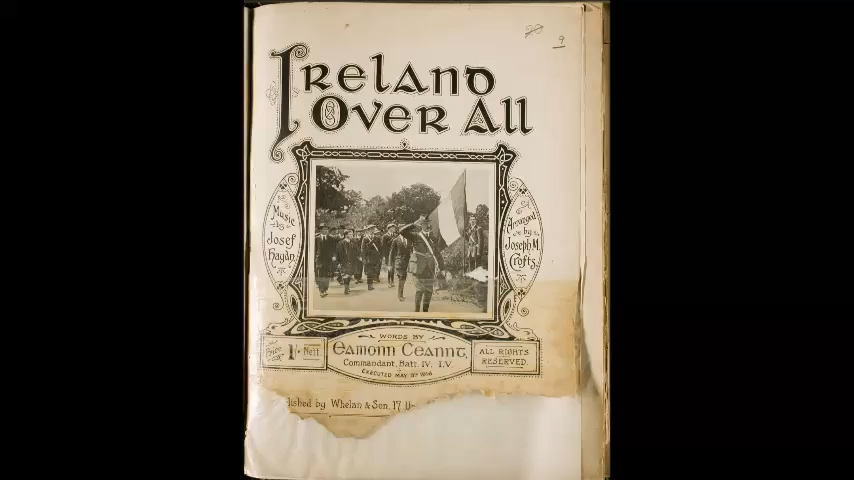 9
IRELAND
OVER ALL
Music
by
Josef
Haydn
Arranged
by
Joseph M.
Crofts
Price
1/- Nett
WORDS BY
EAMONN CEANNT,
Commandant, Batt. IV, I.V
EXECUTED MAY 8TH 1916
ALL RIGHTS
RESERVED.
lished by Whelan & Son, 17 U